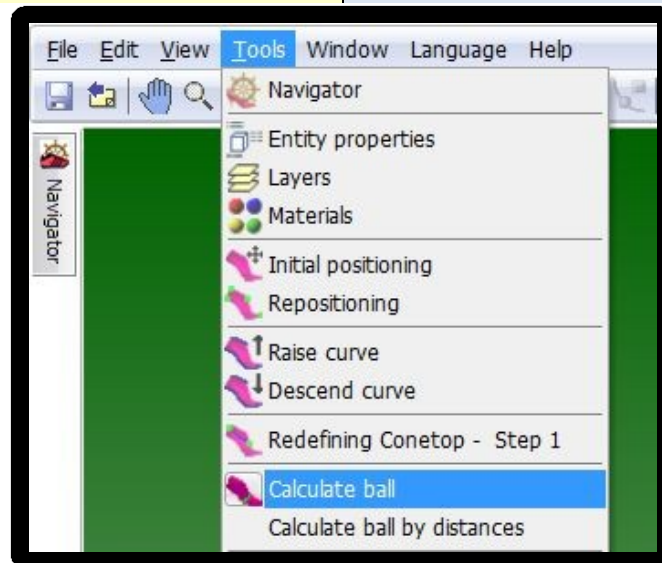 File Edit View Tools Window Language Help
Navigator
Navigator
Entity properties
Layers
Materials
Initial positioning
Repositioning
Raise curve
Descend curve
Redefining Conetop - Step 1
Calculate ball
Calculate ball by distances